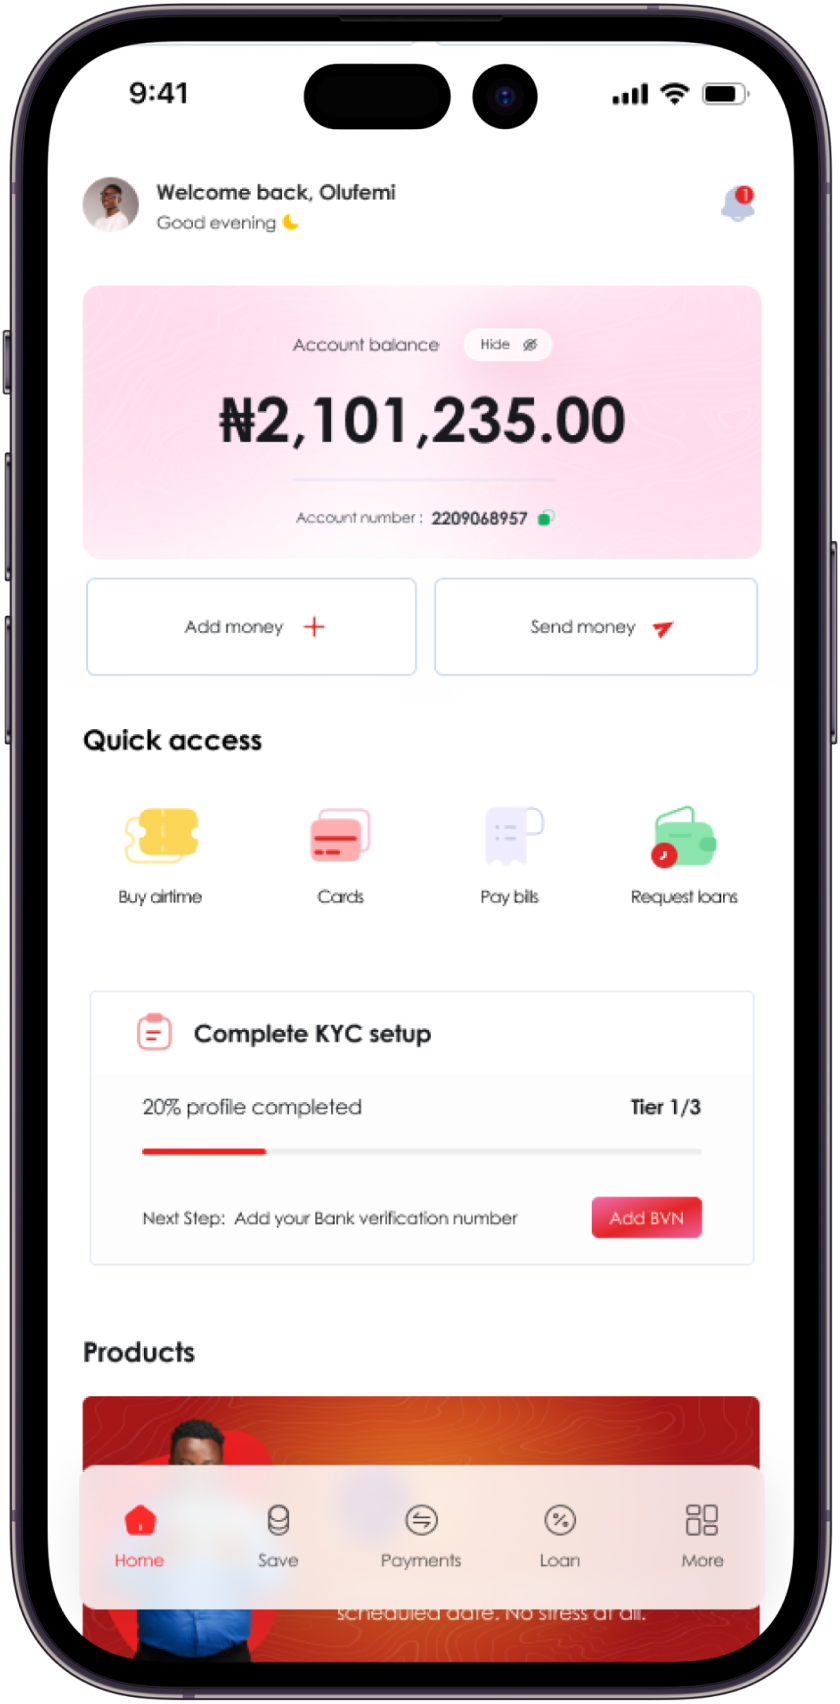 9:41
Welcome back, Olufemi
1
Good evening
Account balance
Hide
₦2,101,235.00
Account number: 2209068957
Add money
Send money
Quick access
Buy airtime
Cards
Pay bills
Request loans
Complete KYC setup
20% profile completed
Tier 1/3
Next Step: Add your Bank verification number
Add BVN
Products
Home
Save
Payments
Loan
More
scheduled date. No stress at all.